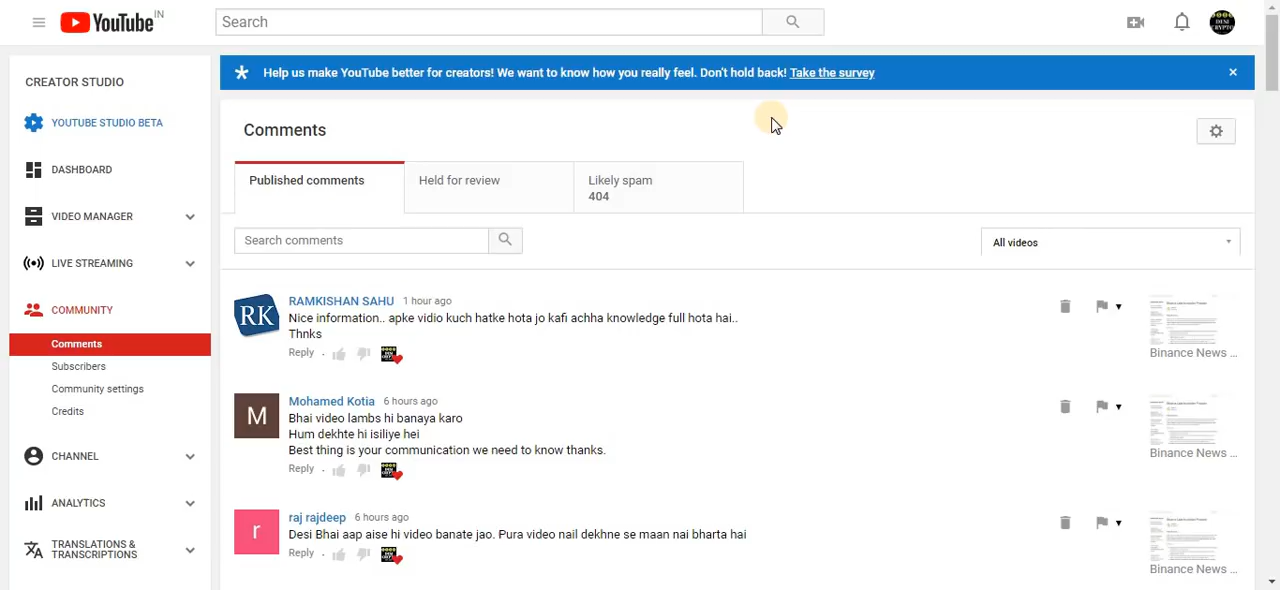 YouTube IN
Search
DESI CRYPTO
CREATOR STUDIO
YOUTUBE STUDIO BETA
DASHBOARD
VIDEO MANAGER
LIVE STREAMING
COMMUNITY
Comments
Subscribers
Community settings
Credits
CHANNEL
ANALYTICS
TRANSLATIONS &
TRANSCRIPTIONS
Help us make YouTube better for creators! We want to know how you really feel. Don't hold back! Take the survey
Comments
Published comments
Held for review
Likely spam
404
Search comments
All videos
RK
RAMKISHAN SAHU 1 hour ago
Nice information.. apke vidio kuch hatke hota jo kafi achha knowledge full hota hai..
Thnks
Reply
Binance News ...
M
Mohamed Kotia 6 hours ago
Bhai video lambs hi banaya karo
Hum dekhte hi isiliye hei
Best thing is your communication we need to know thanks.
Reply
Binance News ...
r
raj rajdeep 6 hours ago
Desi Bhai aap aise hi video banate jao. Pura video nail dekhne se maan nai bharta hai
Reply
Binance News ...